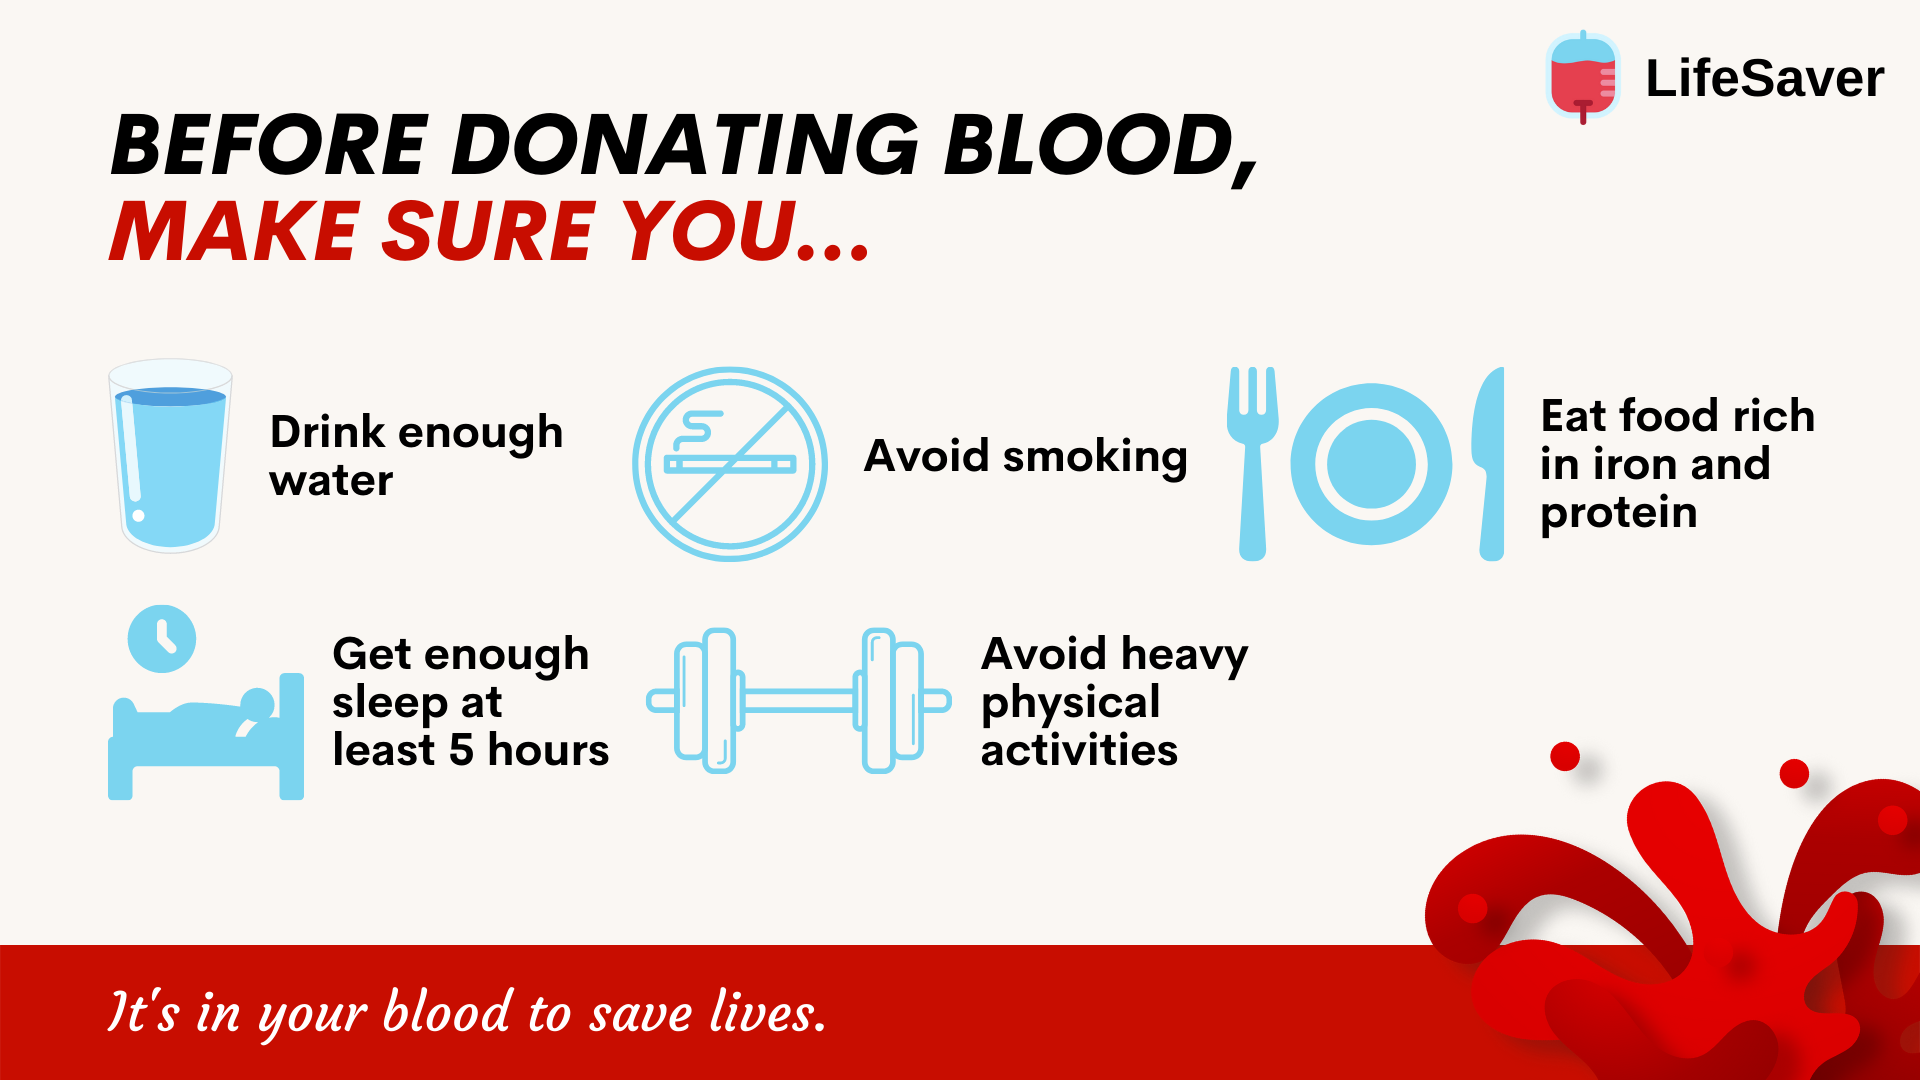 LifeSaver
BEFORE DONATING BLOOD,
MAKE SURE YOU...
Drink enough
water
Avoid smoking
Eat food rich
in iron and
protein
Get enough
sleep at
least 5 hours
Avoid heavy
physical
activities
It's in your blood to save lives.